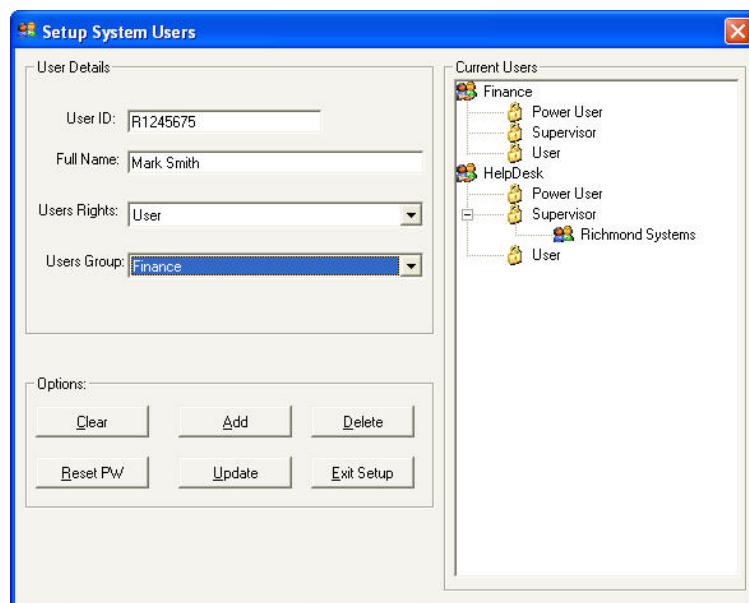 Setup System Users
User Details
User ID: R1245675
Full Name: Mark Smith
Users Rights: User
Users Group: Finance
Options:
Clear Add Delete
Reset PW Update Exit Setup
Current Users
Finance
Power User
Supervisor
User
HelpDesk
Power User
Supervisor
Richmond Systems
User